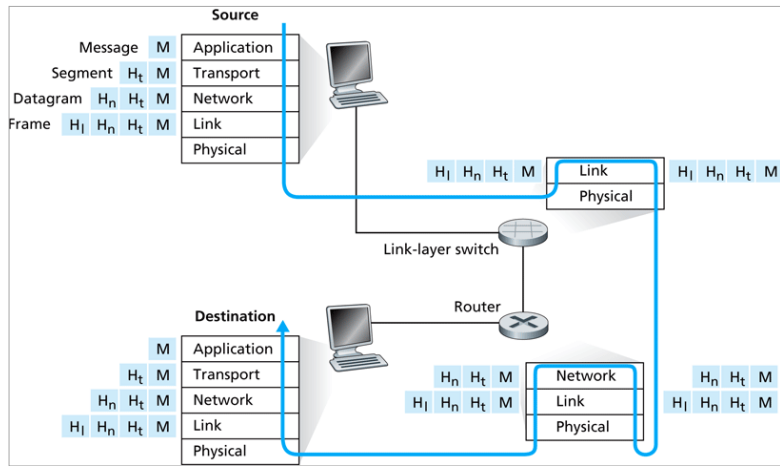 Source
Message M Application
Segment Ht M Transport
Datagram Hn Ht M Network
Frame Hl Hn Ht M Link
Physical
Hl Hn Ht M Link Hl Hn Ht M
Physical
Link-layer switch
Router
Destination
M Application
Ht M Transport
Hn Ht M Network
Hl Hn Ht M Link
Physical
Hn Ht M Network Hn Ht M
Hl Hn Ht M Link Hl Hn Ht M
Physical